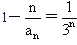 1 - n/aₙ = 1/3ⁿ